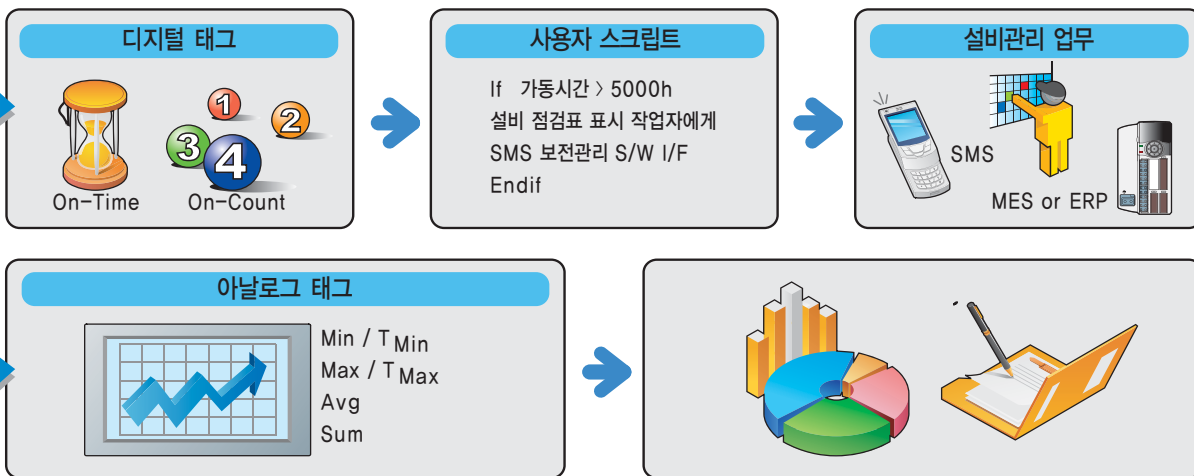 디지털 태그
1
2
3
4
On-Time
On-Count
사용자 스크립트
If 가동시간 > 5000h
설비 점검표 표시 작업자에게
SMS 보전관리 S/W I/F
Endif
설비관리 업무
SMS
MES or ERP
아날로그 태그
Min / T Min
Max / T Max
Avg
Sum